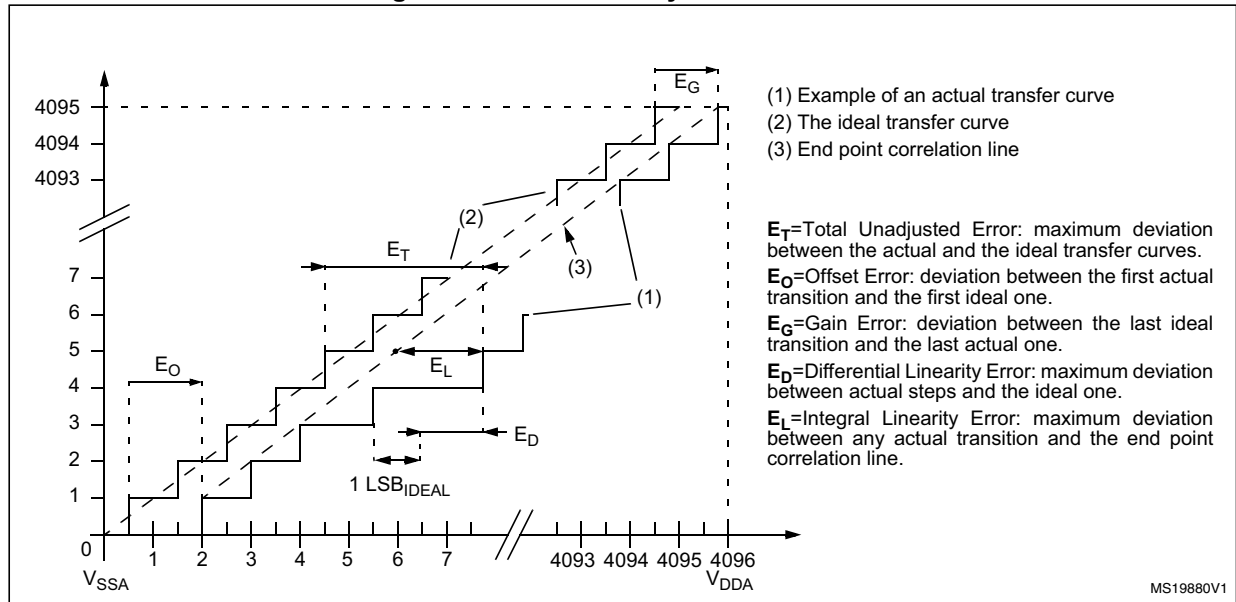 E_G
4095
4094
4093
7
6
5
4
3
2
1
0
(2)
E_T
(3)
(1)
E_O
E_L
E_D
1 LSB_IDEAL
1 2 3 4 5 6 7 4093 4094 4095 4096
V_SSA V_DDA
(1) Example of an actual transfer curve
(2) The ideal transfer curve
(3) End point correlation line
E_T=Total Unadjusted Error: maximum deviation
between the actual and the ideal transfer curves.
E_O=Offset Error: deviation between the first actual
transition and the first ideal one.
E_G=Gain Error: deviation between the last ideal
transition and the last actual one.
E_D=Differential Linearity Error: maximum deviation
between actual steps and the ideal one.
E_L=Integral Linearity Error: maximum deviation
between any actual transition and the end point
correlation line.
MS19880V1